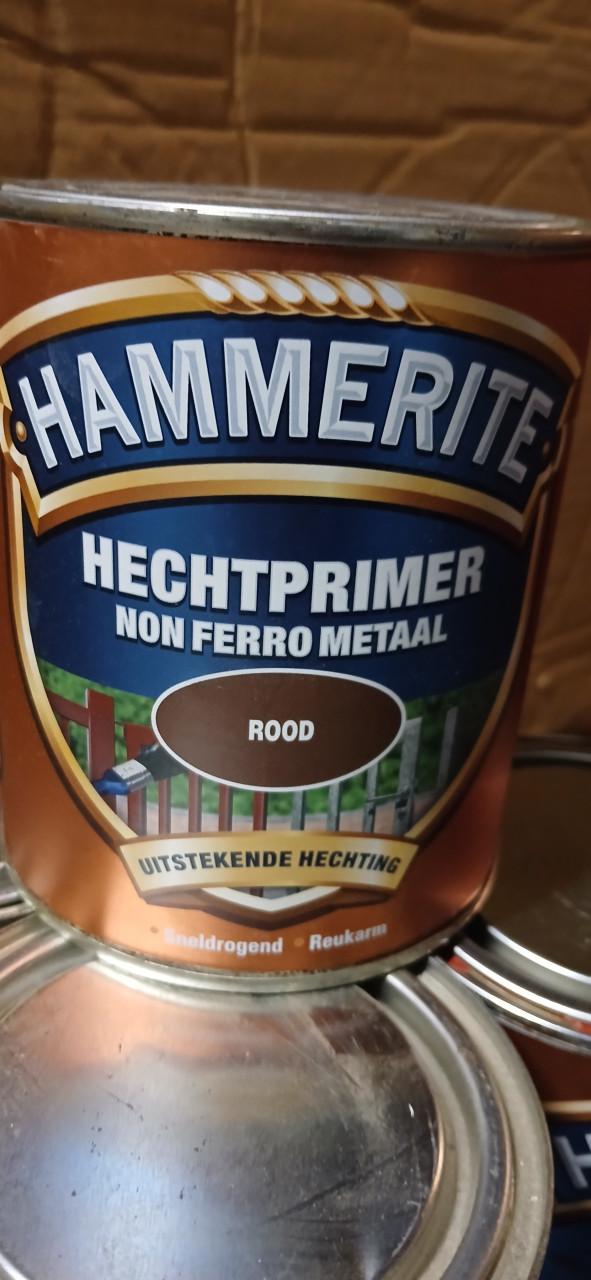 HAMMERITE
HECHTPRIMER
NON FERRO METAAL
ROOD
UITSTEKENDE HECHTING
Sneldrogend Reukarm
H